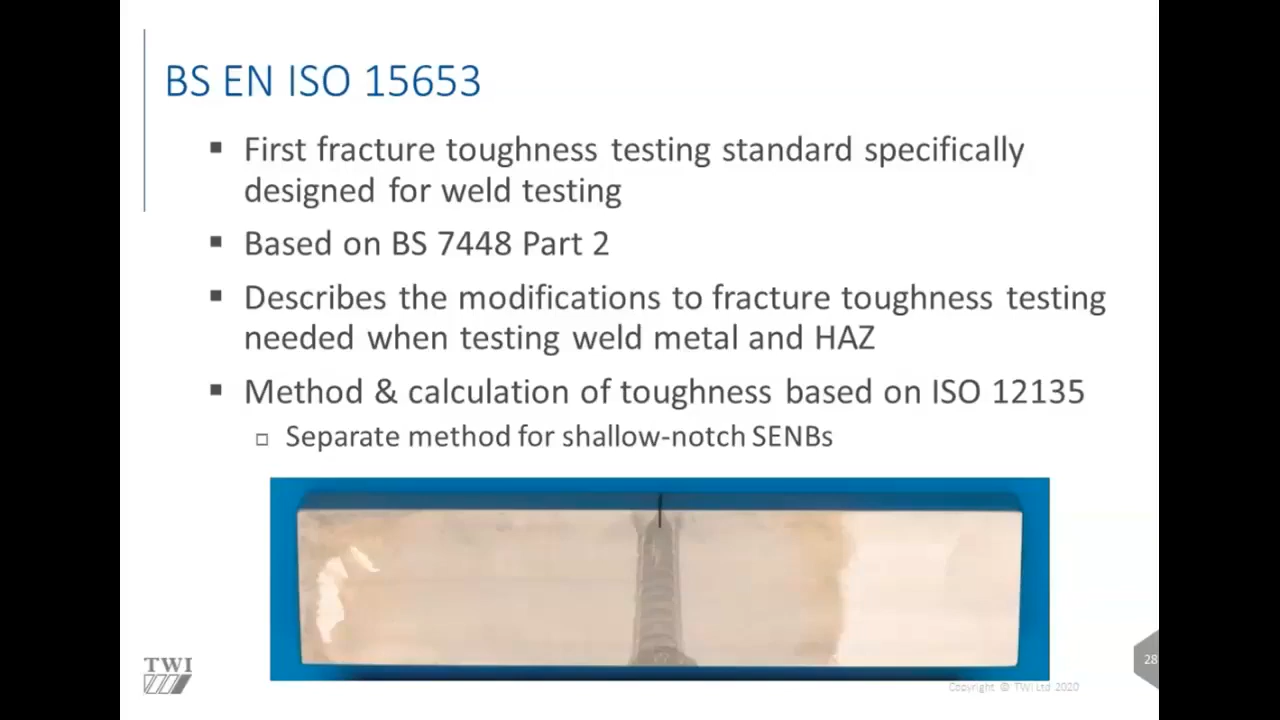 BS EN ISO 15653
▪ First fracture toughness testing standard specifically
designed for weld testing
▪ Based on BS 7448 Part 2
▪ Describes the modifications to fracture toughness testing
needed when testing weld metal and HAZ
▪ Method & calculation of toughness based on ISO 12135
□ Separate method for shallow-notch SENBs
TWI
28
Copyright © TWI Ltd 2020